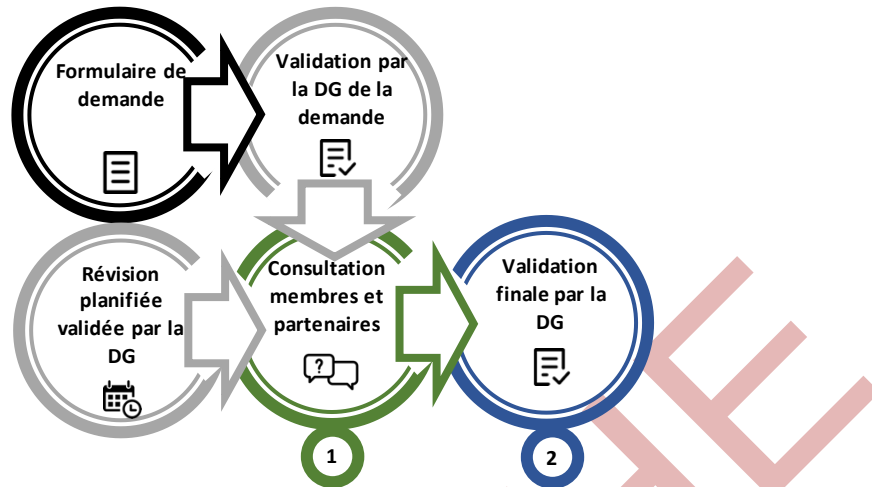 Formulaire de
demande
Validation par
la DG de la
demande
Révision
planifiée
validée par la
DG
Consultation
membres et
partenaires
?
Validation
finale par la
DG
1
2